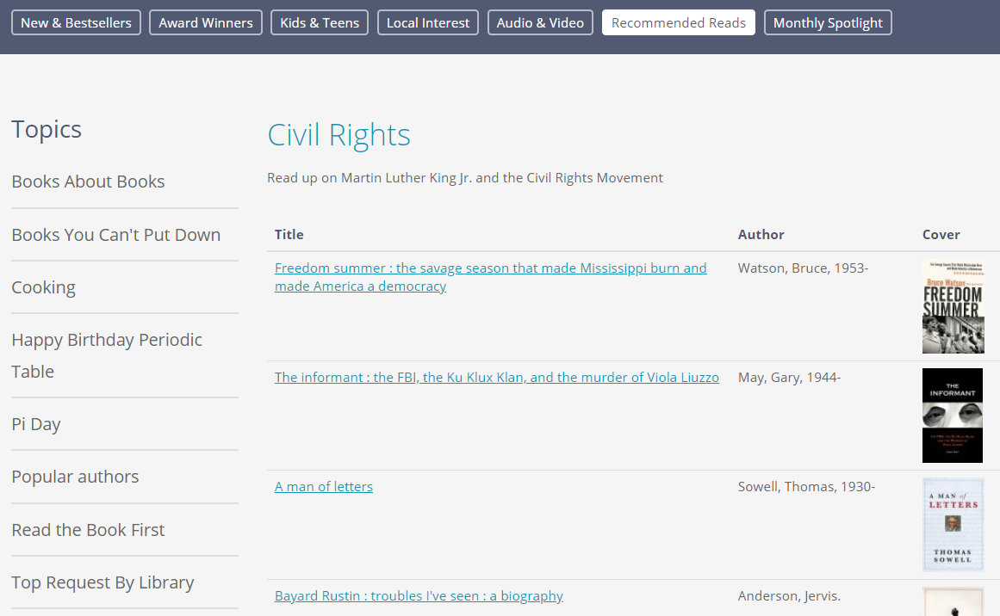 New & Bestsellers Award Winners Kids & Teens Local Interest Audio & Video Recommended Reads Monthly Spotlight
Topics
Books About Books
Books You Can't Put Down
Cooking
Happy Birthday Periodic
Table
Pi Day
Popular authors
Read the Book First
Top Request By Library
Civil Rights
Read up on Martin Luther King Jr. and the Civil Rights Movement
Title Author Cover
Freedom summer : the savage season that made Mississippi burn and
made America a democracy
Watson, Bruce, 1953-
Bruce Watson
FREEDOM
SUMMER
The informant : the FBI, the Ku Klux Klan, and the murder of Viola Liuzzo
May, Gary, 1944-
THE
INFORMANT
A man of letters
Sowell, Thomas, 1930-
A MAN of
LETTERS
THOMAS
SOWELL
Bayard Rustin : troubles I've seen : a biography
Anderson, Jervis.